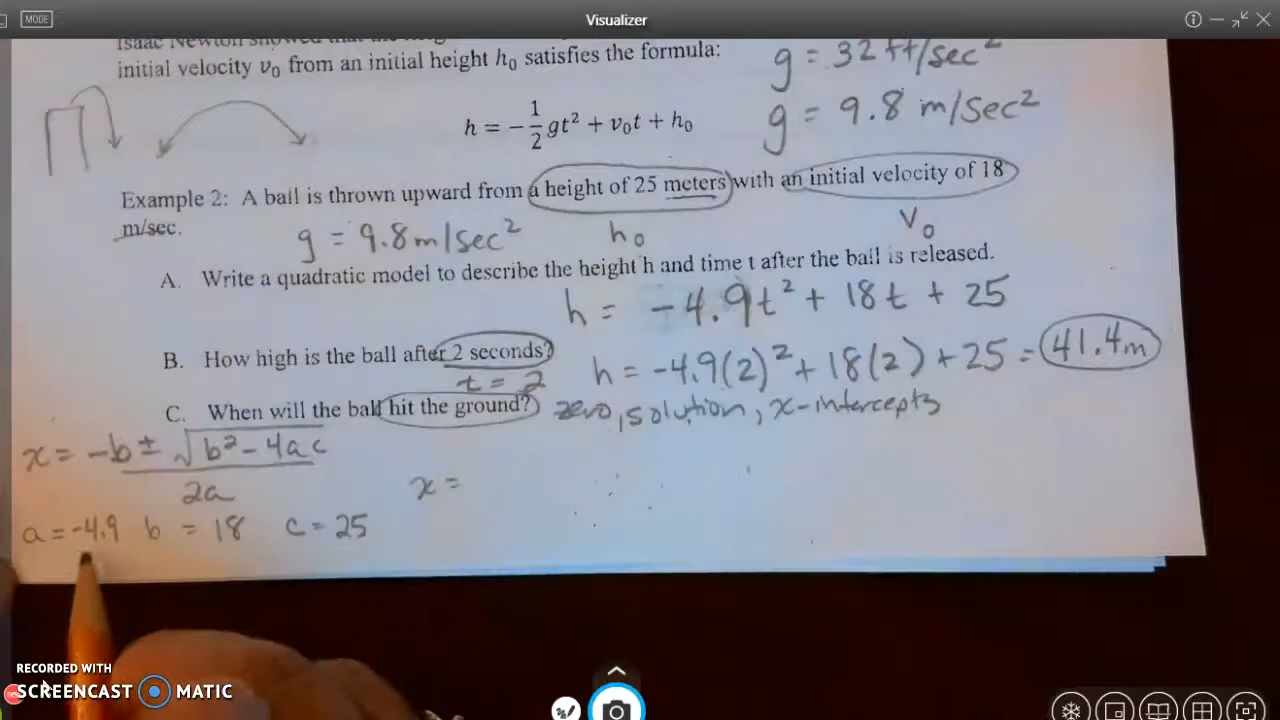 MODE
Visualizer
Isaac Newton showed that the
initial velocity v₀ from an initial height h₀ satisfies the formula:
g = 32 ft/sec²
h = -1/2 gt² + v₀t + h₀
g = 9.8 m/sec²
Example 2: A ball is thrown upward from a height of 25 meters with an initial velocity of 18
m/sec.
g = 9.8 m/sec²
h₀
v₀
A. Write a quadratic model to describe the height h and time t after the ball is released.
h = -4.9t² + 18t + 25
B. How high is the ball after 2 seconds?
t = 2
h = -4.9(2)² + 18(2) + 25 = 41.4m
C. When will the ball hit the ground?
zero, solution, x-intercepts
x = -b ± √b² - 4ac / 2a
x =
a = -4.9 b = 18 c = 25
RECORDED WITH
SCREENCAST MATIC